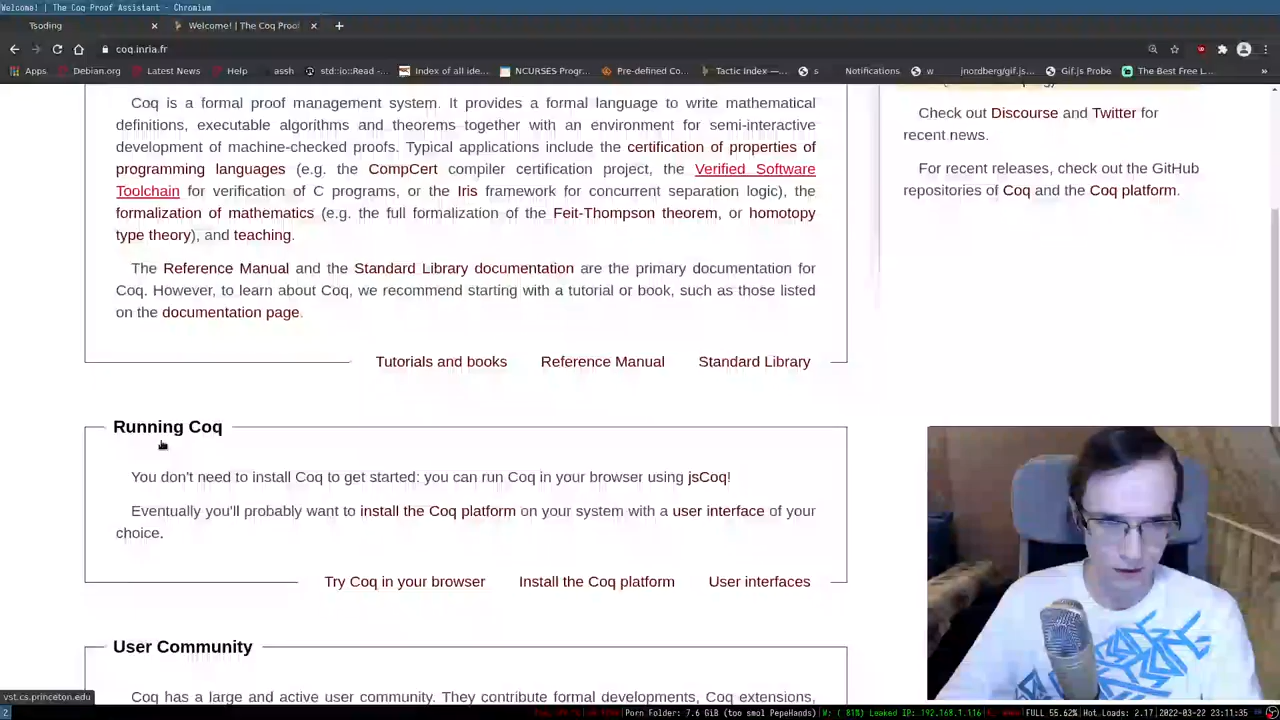 Welcome! | The Coq Proof Assistant - Chromium
Tsoding
Welcome! | The Coq Proo
coq.inria.fr
Apps
Debian.org
Latest News
Help
assh
std::io::Read -...
Index of all ide...
NCURSES Progr...
Pre-defined Co...
Tactic Index —...
s
Notifications
w
jnordberg/gif.js...
Gif.js Probe
The Best Free L...
»
Coq is a formal proof management system. It provides a formal language to write mathematical
definitions, executable algorithms and theorems together with an environment for semi-interactive
development of machine-checked proofs. Typical applications include the certification of properties of
programming languages (e.g. the CompCert compiler certification project, the Verified Software
Toolchain for verification of C programs, or the Iris framework for concurrent separation logic), the
formalization of mathematics (e.g. the full formalization of the Feit-Thompson theorem, or homotopy
type theory), and teaching.
The Reference Manual and the Standard Library documentation are the primary documentation for
Coq. However, to learn about Coq, we recommend starting with a tutorial or book, such as those listed
on the documentation page.
Tutorials and books Reference Manual Standard Library
Check out Discourse and Twitter for
recent news.
For recent releases, check out the GitHub
repositories of Coq and the Coq platform.
Running Coq
You don't need to install Coq to get started: you can run Coq in your browser using jsCoq!
Eventually you'll probably want to install the Coq platform on your system with a user interface of your
choice.
Try Coq in your browser Install the Coq platform User interfaces
User Community
Coq has a large and active user community. They contribute formal developments, Coq extensions,
vst.cs.princeton.edu
2
Porn Folder: 7.6 GiB (too smol PepeHands)
W: ( 81%) Leaked IP: 192.168.1.116
FULL 55.62%
Hot Loads: 2.17
2022-03-22 23:11:35